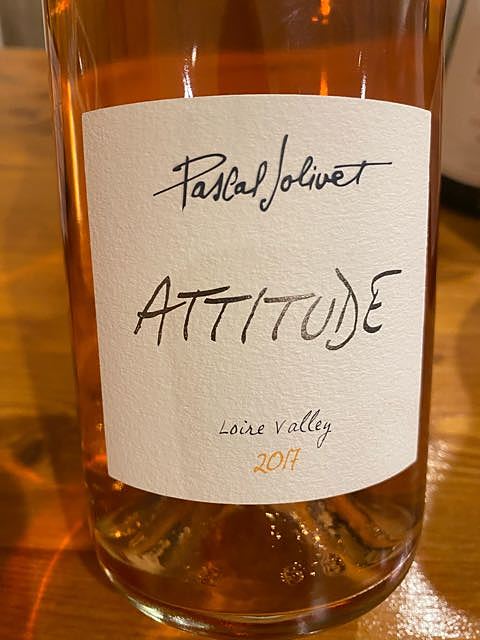 Pascal Jolivet
ATTITUDE
Loire Valley
2017